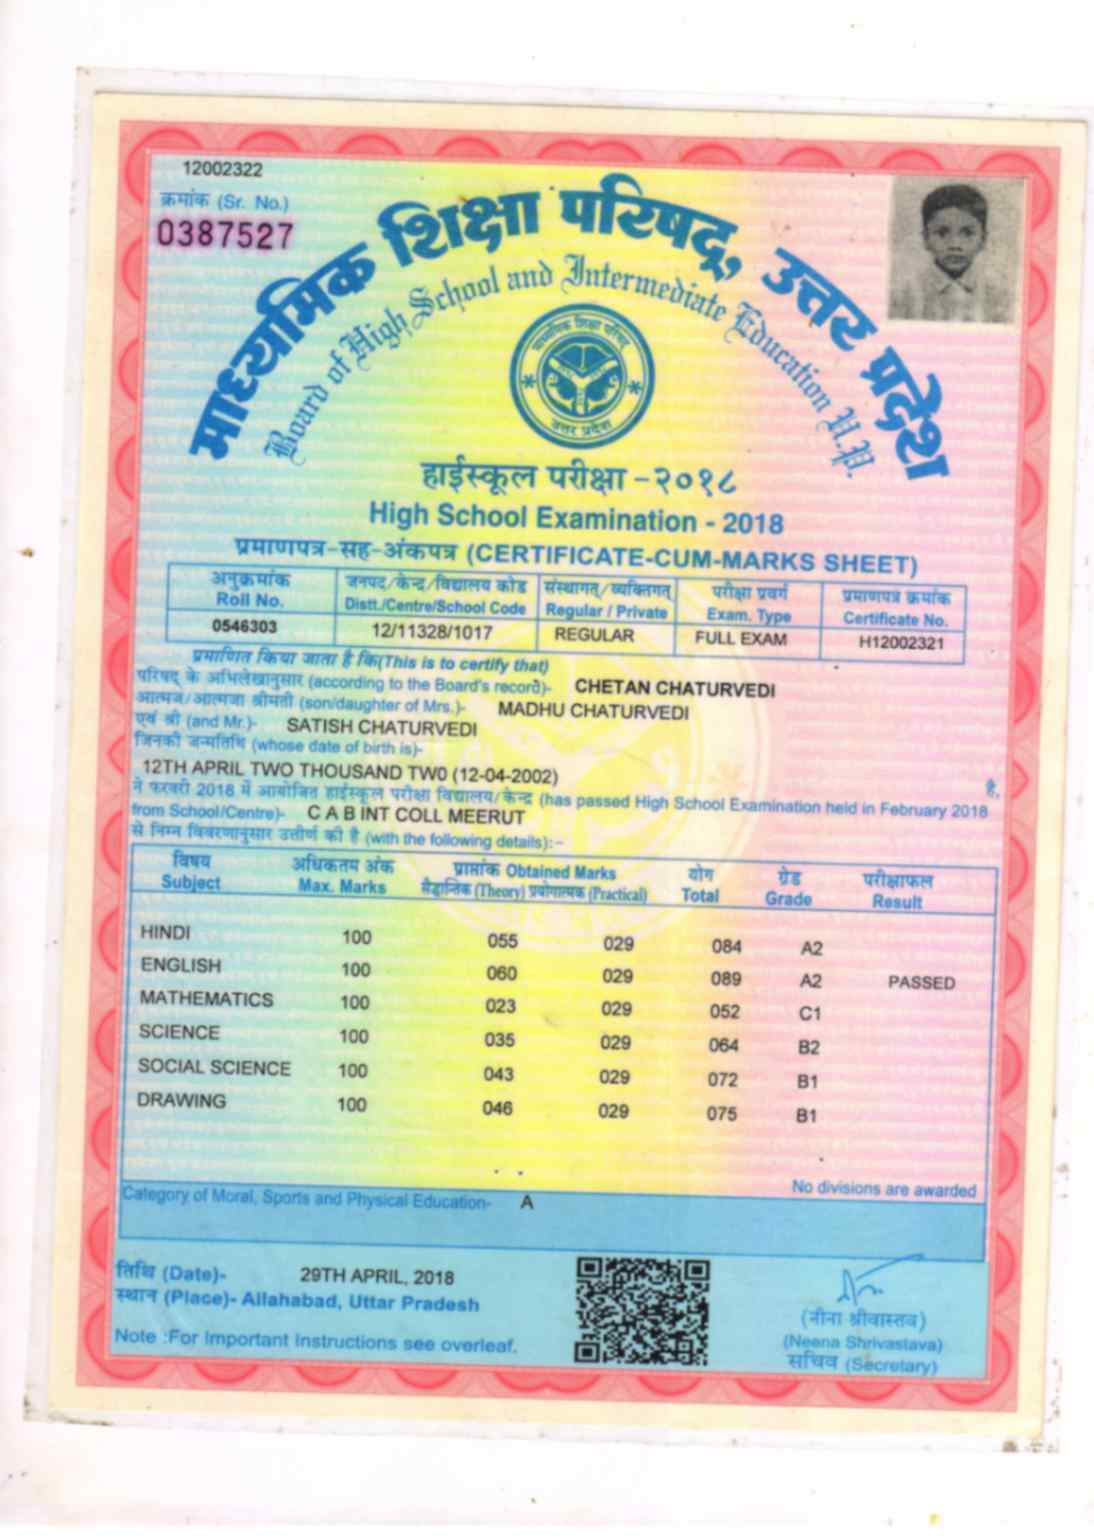 12002322
क्रमांक (Sr. No.)
0387527
माध्यमिक शिक्षा परिषद्, उत्तर प्रदेश
Board of High School and Intermediate Education U.P.
माध्यमिक शिक्षा परिषद्
उत्तर प्रदेश
हाईस्कूल परीक्षा - २०१८
High School Examination - 2018
प्रमाणपत्र-सह-अंकपत्र (CERTIFICATE-CUM-MARKS SHEET)
अनुक्रमांक जनपद/केन्द्र/विद्यालय कोड संस्थागत/व्यक्तिगत परीक्षा प्रवर्ग प्रमाणपत्र क्रमांक
Roll No. Distt./Centre/School Code Regular / Private Exam. Type Certificate No.
0546303 12/11328/1017 REGULAR FULL EXAM H12002321
प्रमाणित किया जाता है कि(This is to certify that)
परिषद् के अभिलेखानुसार (according to the Board's record)- CHETAN CHATURVEDI
आत्मज/आत्मजा श्रीमती (son/daughter of Mrs.)- MADHU CHATURVEDI
एवं श्री (and Mr.)- SATISH CHATURVEDI
जिनकी जन्मतिथि (whose date of birth is)-
12TH APRIL TWO THOUSAND TW0 (12-04-2002) है,
ने फरवरी 2018 में आयोजित हाईस्कूल परीक्षा विद्यालय/केन्द्र (has passed High School Examination held in February 2018
from School/Centre)- C A B INT COLL MEERUT
से निम्न विवरणानुसार उत्तीर्ण की है (with the following details):-
विषय अधिकतम अंक प्राप्तांक Obtained Marks योग ग्रेड परीक्षाफल
Subject Max. Marks सैद्धान्तिक (Theory) प्रयोगात्मक (Practical) Total Grade Result
HINDI 100 055 029 084 A2
ENGLISH 100 060 029 089 A2 PASSED
MATHEMATICS 100 023 029 052 C1
SCIENCE 100 035 029 064 B2
SOCIAL SCIENCE 100 043 029 072 B1
DRAWING 100 046 029 075 B1
No divisions are awarded
Category of Moral, Sports and Physical Education- A
तिथि (Date)- 29TH APRIL, 2018
स्थान (Place)- Allahabad, Uttar Pradesh
(नीना श्रीवास्तव)
(Neena Shrivastava)
सचिव (Secretary)
Note :For Important Instructions see overleaf.